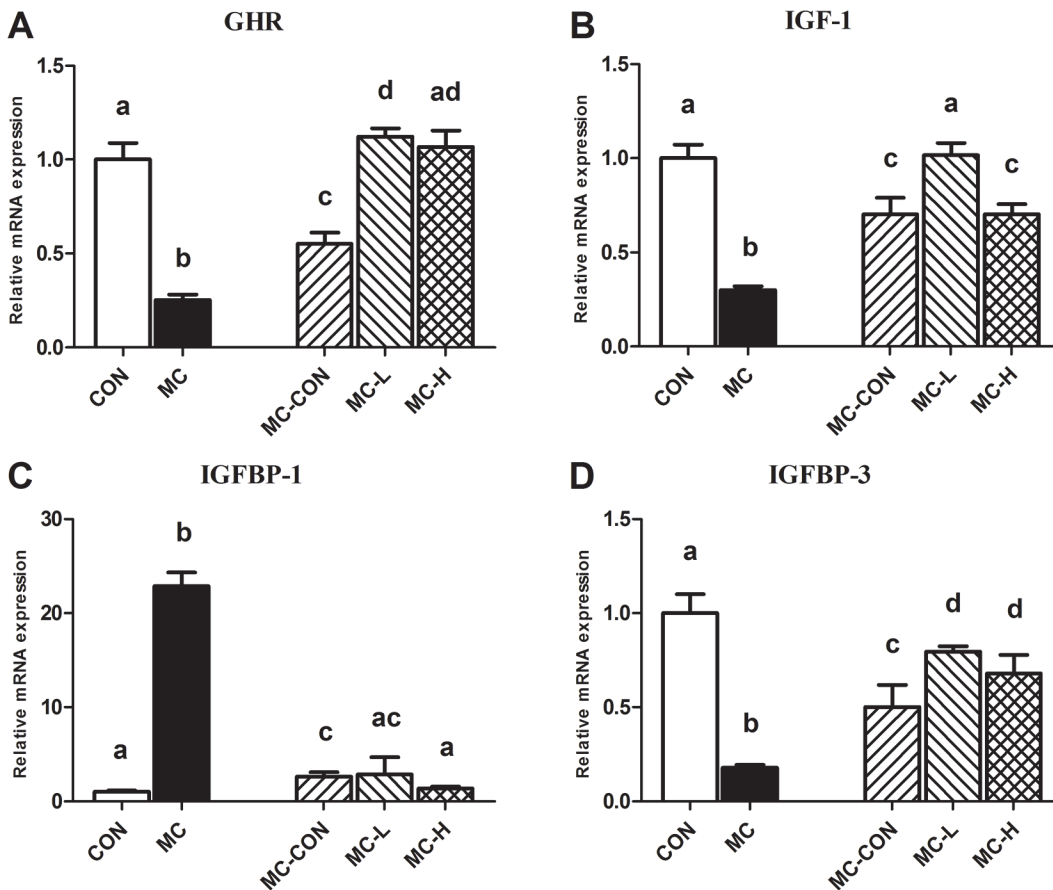 A
GHR
Relative mRNA expression
1.5
1.0
0.5
0.0
a
b
c
d
ad
CON
MC
MC-CON
MC-L
MC-H
B
IGF-1
Relative mRNA expression
1.5
1.0
0.5
0.0
a
b
c
a
c
CON
MC
MC-CON
MC-L
MC-H
C
IGFBP-1
Relative mRNA expression
30
20
10
0
a
b
c
ac
a
CON
MC
MC-CON
MC-L
MC-H
D
IGFBP-3
Relative mRNA expression
1.5
1.0
0.5
0.0
a
b
c
d
d
CON
MC
MC-CON
MC-L
MC-H